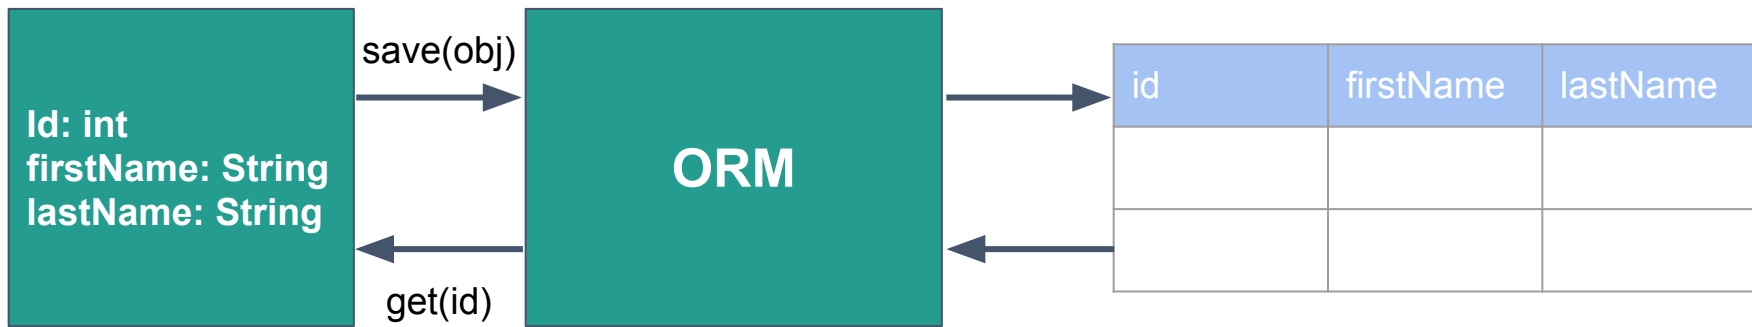 Id: int
firstName: String
lastName: String
save(obj)
get(id)
ORM
id firstName lastName